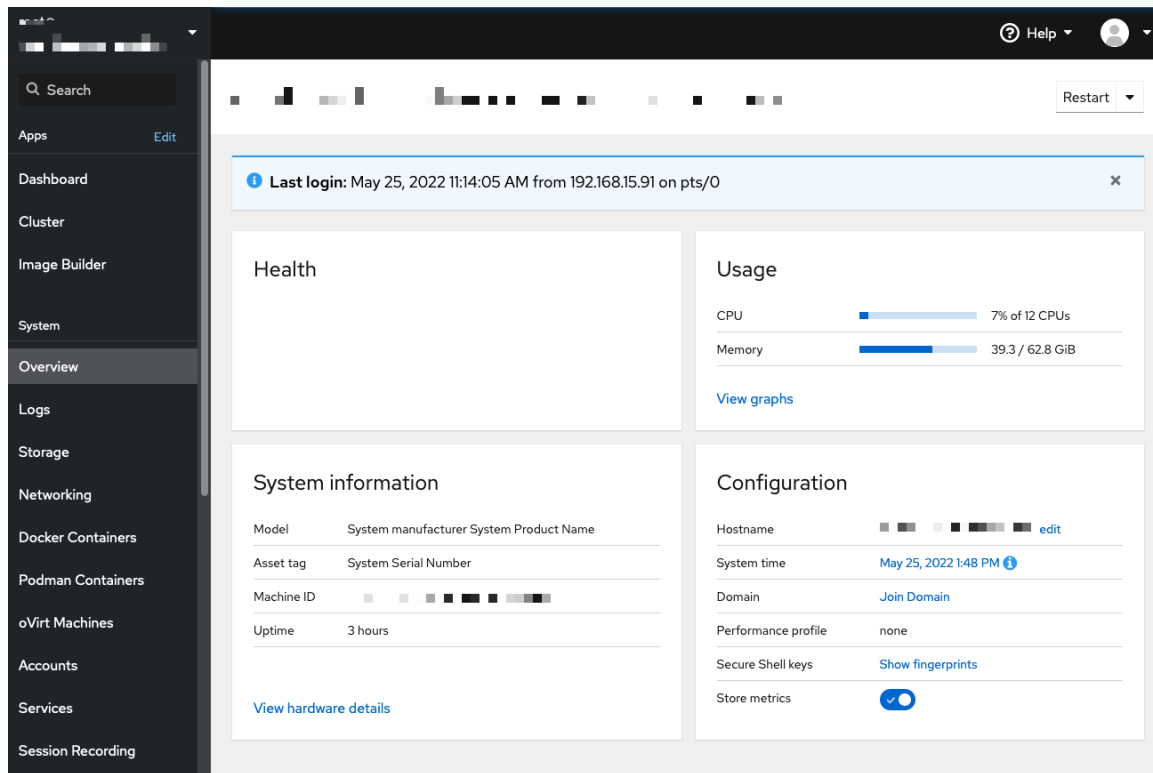 Help
Search
Restart
Apps Edit
Last login: May 25, 2022 11:14:05 AM from 192.168.15.91 on pts/0
Dashboard
Cluster
Image Builder
System
Overview
Logs
Storage
Networking
Docker Containers
Podman Containers
oVirt Machines
Accounts
Services
Session Recording
Health
Usage
CPU 7% of 12 CPUs
Memory 39.3 / 62.8 GiB
View graphs
System information
Model System manufacturer System Product Name
Asset tag System Serial Number
Machine ID
Uptime 3 hours
View hardware details
Configuration
Hostname edit
System time May 25, 2022 1:48 PM
Domain Join Domain
Performance profile none
Secure Shell keys Show fingerprints
Store metrics